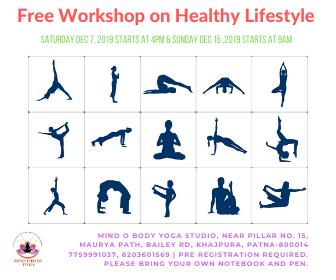 Free Workshop on Healthy Lifestyle
SATURDAY DEC 7, 2019 STARTS AT 4PM & SUNDAY DEC 15 ,2019 STARTS AT 9AM
MIND O BODY YOGA STUDIO, NEAR PILLAR NO. 15,
MAURYA PATH, BAILEY RD, KHAJPURA, PATNA-800014
7759991037, 6203601569 | PRE REGISTRATION REQUIRED.
PLEASE BRING YOUR OWN NOTEBOOK AND PEN.
MIND O BODY
YOGA